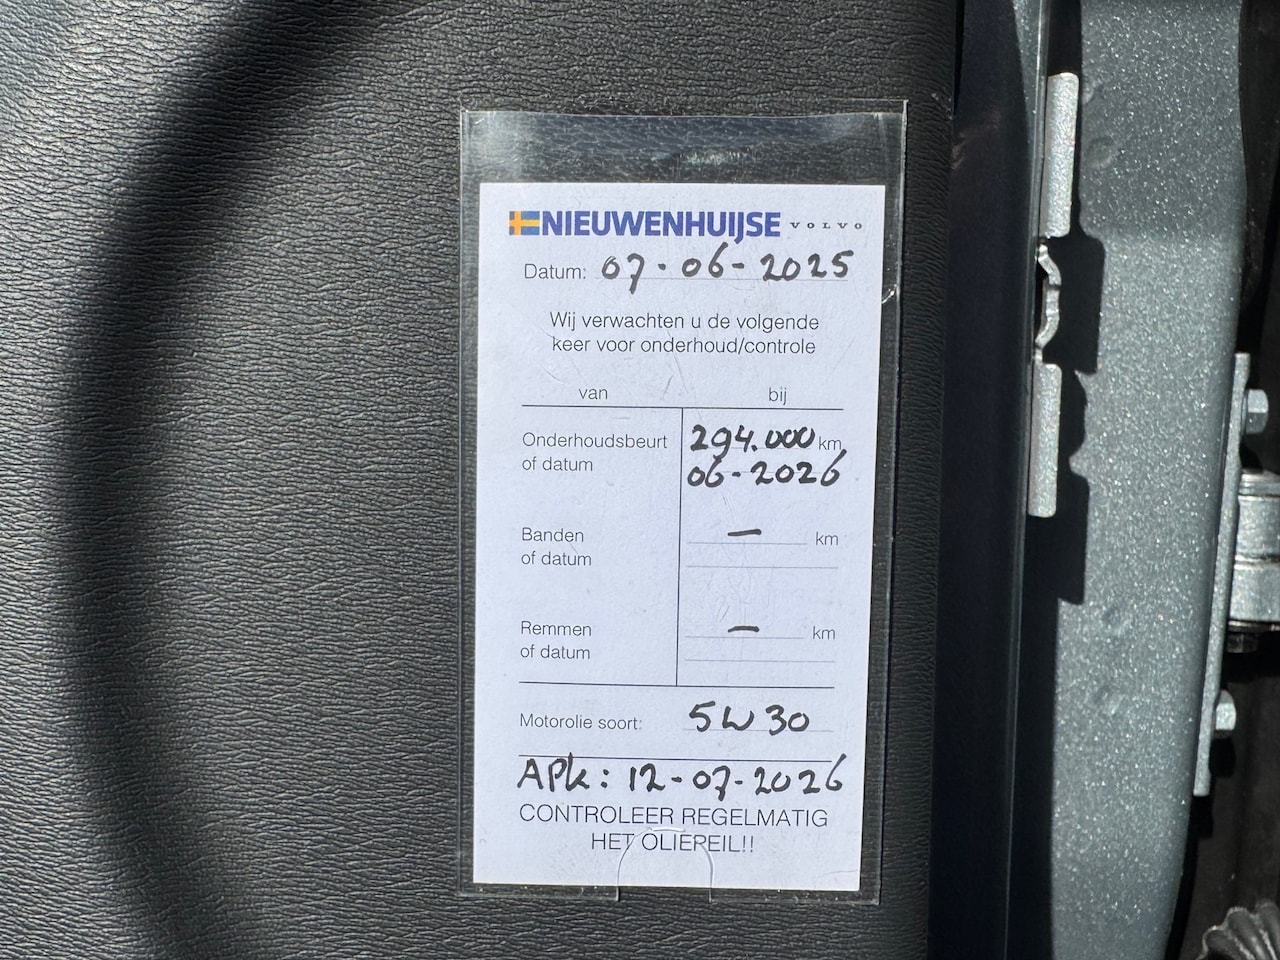 NIEUWENHUIJSE VOLVO
Datum: 07-06-2025
Wij verwachten u de volgende
keer voor onderhoud/controle
van bij
Onderhoudsbeurt 294.000 km
of datum 06-2026
Banden — km
of datum
Remmen — km
of datum
Motorolie soort: 5W30
APk: 12-07-2026
CONTROLEER REGELMATIG
HET OLIEPEIL!!